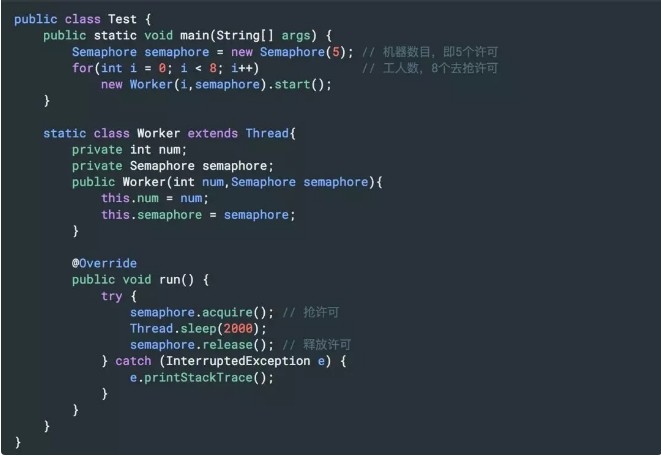 public class Test {
    public static void main(String[] args) {
        Semaphore semaphore = new Semaphore(5); // 机器数目，即5个许可
        for(int i = 0; i < 8; i++)              // 工人数，8个去抢许可
            new Worker(i,semaphore).start();
    }

    static class Worker extends Thread{
        private int num;
        private Semaphore semaphore;
        public Worker(int num,Semaphore semaphore){
            this.num = num;
            this.semaphore = semaphore;
        }

        @Override
        public void run() {
            try {
                semaphore.acquire(); // 抢许可
                Thread.sleep(2000);
                semaphore.release(); // 释放许可
            } catch (InterruptedException e) {
                e.printStackTrace();
            }
        }
    }
}